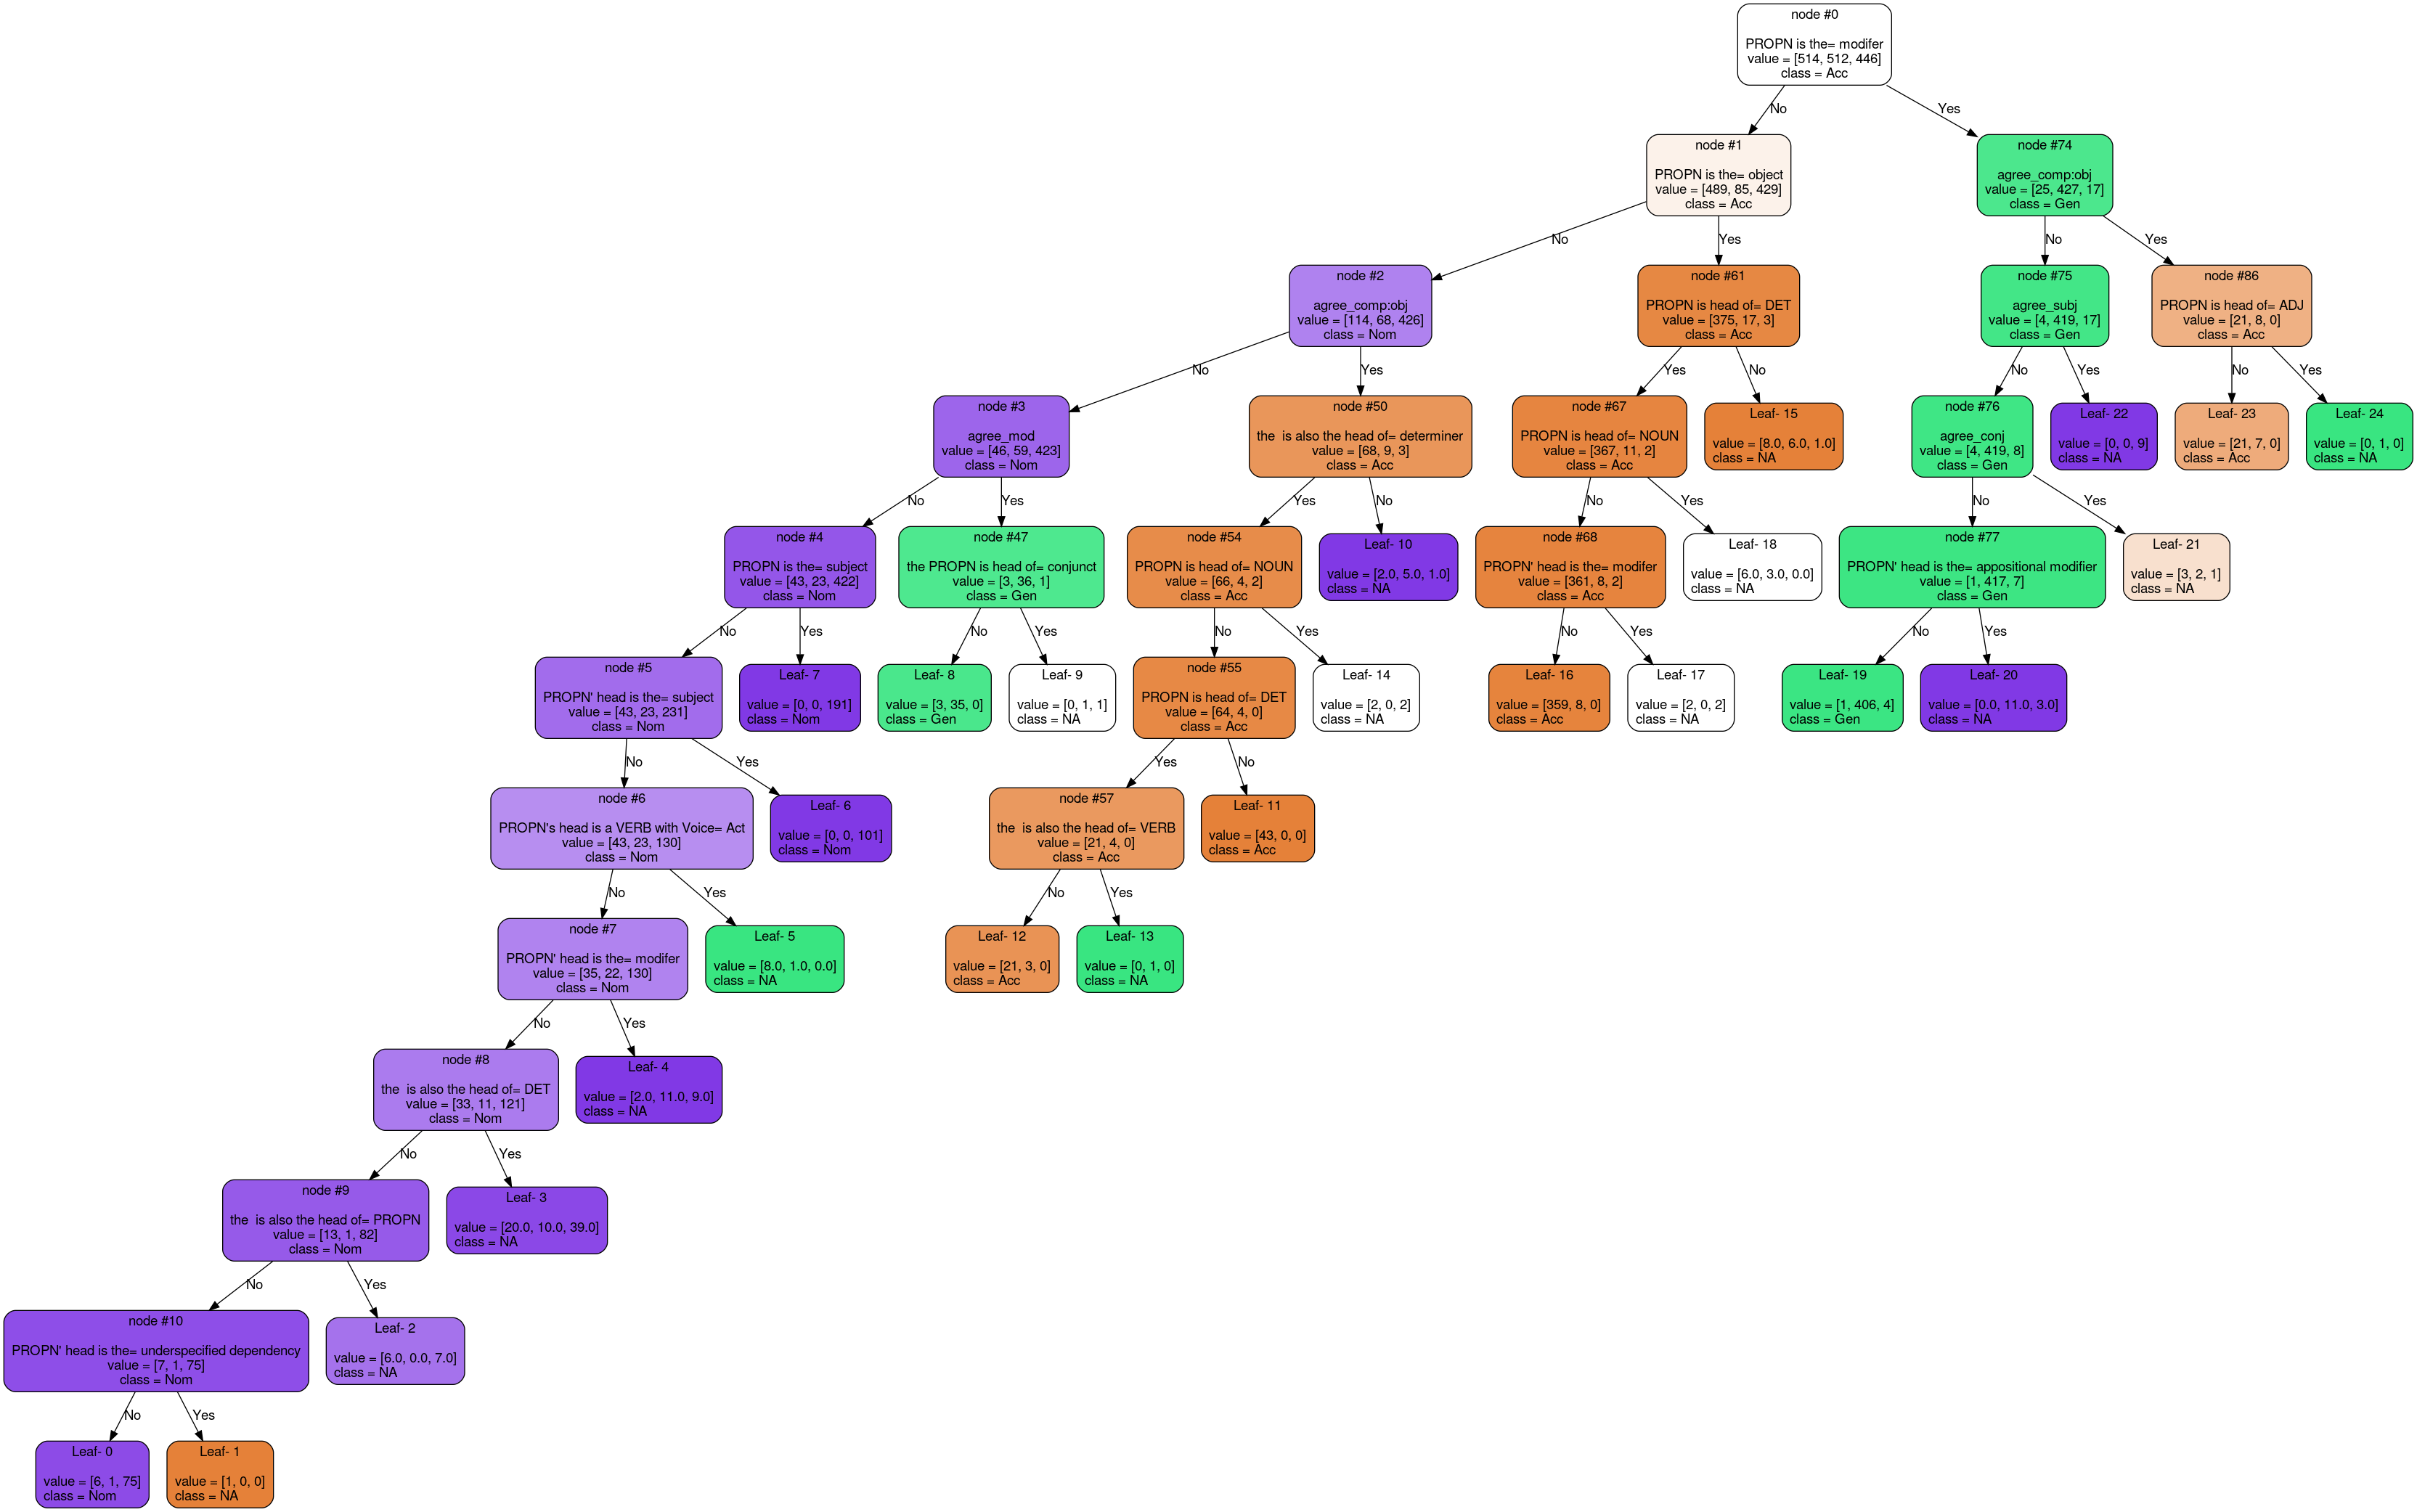 node #0
PROPN is the= modifer
value = [514, 512, 446]
class = Acc
No
Yes
node #1
PROPN is the= object
value = [489, 85, 429]
class = Acc
node #74
agree_comp:obj
value = [25, 427, 17]
class = Gen
No
Yes
No
Yes
node #2
agree_comp:obj
value = [114, 68, 426]
class = Nom
node #61
PROPN is head of= DET
value = [375, 17, 3]
class = Acc
node #75
agree_subj
value = [4, 419, 17]
class = Gen
node #86
PROPN is head of= ADJ
value = [21, 8, 0]
class = Acc
No
Yes
Yes
No
No
Yes
No
Yes
node #3
agree_mod
value = [46, 59, 423]
class = Nom
node #50
the  is also the head of= determiner
value = [68, 9, 3]
class = Acc
node #67
PROPN is head of= NOUN
value = [367, 11, 2]
class = Acc
Leaf- 15
value = [8.0, 6.0, 1.0]
class = NA
node #76
agree_conj
value = [4, 419, 8]
class = Gen
Leaf- 22
value = [0, 0, 9]
class = NA
Leaf- 23
value = [21, 7, 0]
class = Acc
Leaf- 24
value = [0, 1, 0]
class = NA
No
Yes
Yes
No
No
Yes
No
Yes
node #4
PROPN is the= subject
value = [43, 23, 422]
class = Nom
node #47
the PROPN is head of= conjunct
value = [3, 36, 1]
class = Gen
node #54
PROPN is head of= NOUN
value = [66, 4, 2]
class = Acc
Leaf- 10
value = [2.0, 5.0, 1.0]
class = NA
node #68
PROPN' head is the= modifer
value = [361, 8, 2]
class = Acc
Leaf- 18
value = [6.0, 3.0, 0.0]
class = NA
node #77
PROPN' head is the= appositional modifier
value = [1, 417, 7]
class = Gen
Leaf- 21
value = [3, 2, 1]
class = NA
No
Yes
No
Yes
No
Yes
No
Yes
No
Yes
node #5
PROPN' head is the= subject
value = [43, 23, 231]
class = Nom
Leaf- 7
value = [0, 0, 191]
class = Nom
Leaf- 8
value = [3, 35, 0]
class = Gen
Leaf- 9
value = [0, 1, 1]
class = NA
node #55
PROPN is head of= DET
value = [64, 4, 0]
class = Acc
Leaf- 14
value = [2, 0, 2]
class = NA
Leaf- 16
value = [359, 8, 0]
class = Acc
Leaf- 17
value = [2, 0, 2]
class = NA
Leaf- 19
value = [1, 406, 4]
class = Gen
Leaf- 20
value = [0.0, 11.0, 3.0]
class = NA
No
Yes
Yes
No
node #6
PROPN's head is a VERB with Voice= Act
value = [43, 23, 130]
class = Nom
Leaf- 6
value = [0, 0, 101]
class = Nom
node #57
the  is also the head of= VERB
value = [21, 4, 0]
class = Acc
Leaf- 11
value = [43, 0, 0]
class = Acc
No
Yes
No
Yes
node #7
PROPN' head is the= modifer
value = [35, 22, 130]
class = Nom
Leaf- 5
value = [8.0, 1.0, 0.0]
class = NA
Leaf- 12
value = [21, 3, 0]
class = Acc
Leaf- 13
value = [0, 1, 0]
class = NA
No
Yes
node #8
the  is also the head of= DET
value = [33, 11, 121]
class = Nom
Leaf- 4
value = [2.0, 11.0, 9.0]
class = NA
No
Yes
node #9
the  is also the head of= PROPN
value = [13, 1, 82]
class = Nom
Leaf- 3
value = [20.0, 10.0, 39.0]
class = NA
No
Yes
node #10
PROPN' head is the= underspecified dependency
value = [7, 1, 75]
class = Nom
Leaf- 2
value = [6.0, 0.0, 7.0]
class = NA
No
Yes
Leaf- 0
value = [6, 1, 75]
class = Nom
Leaf- 1
value = [1, 0, 0]
class = NA